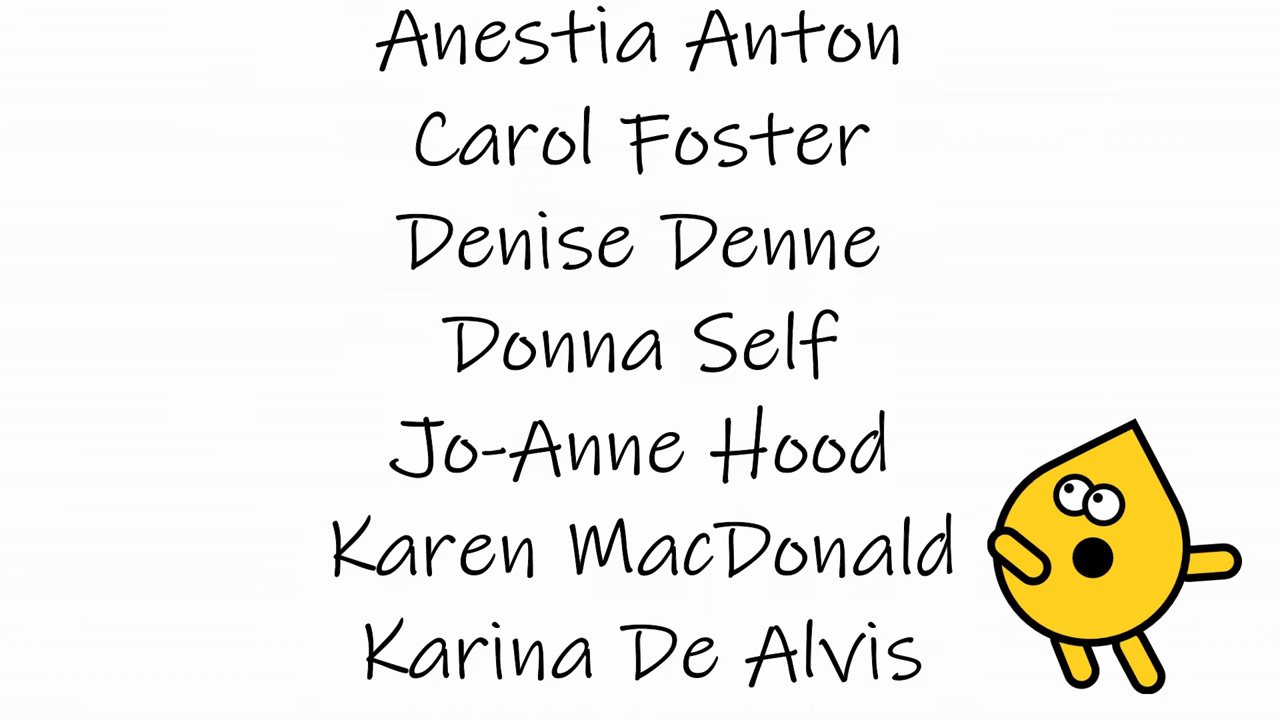 Anestia Anton
Carol Foster
Denise Denne
Donna Self
Jo-Anne Hood
Karen MacDonald
Karina De Alvis